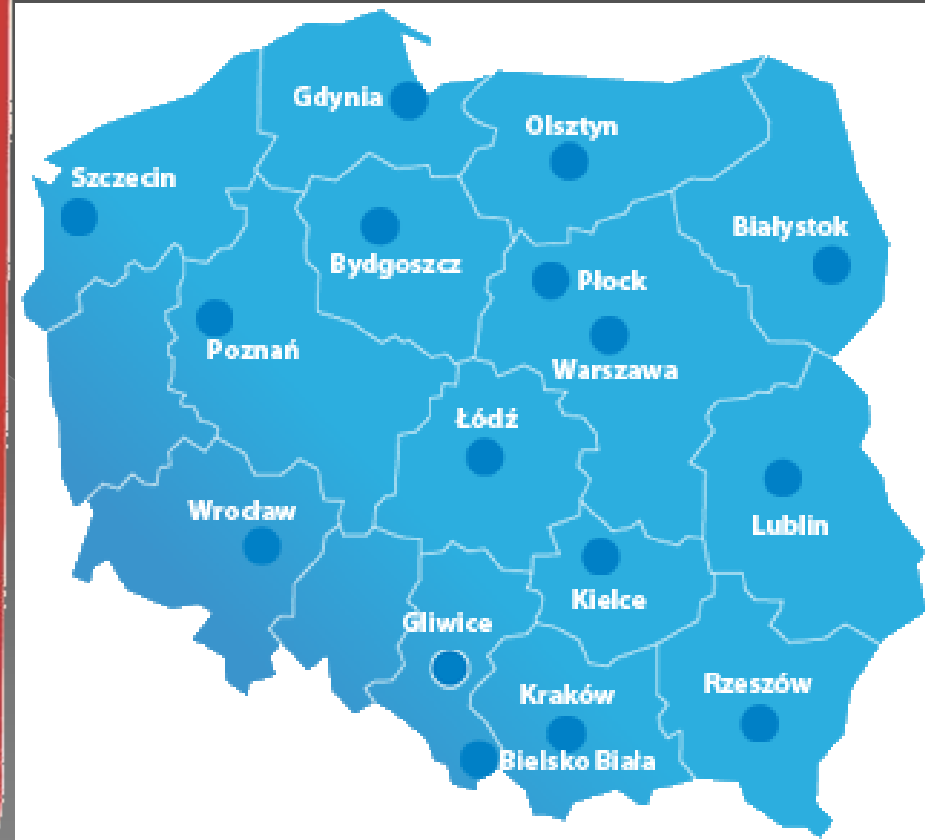 Gdynia
Olsztyn
Szczecin
Białystok
Bydgoszcz
Płock
Poznań
Warszawa
Łódź
Wrocław
Lublin
Kielce
Gliwice
Rzeszów
Kraków
Bielsko Biała